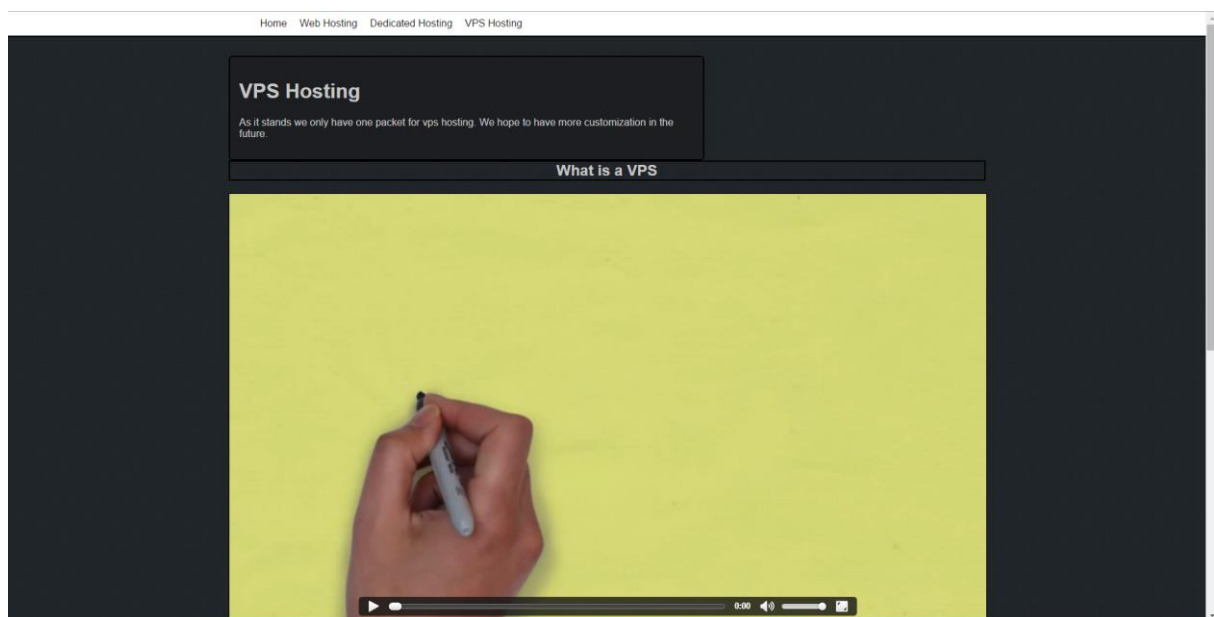 Home Web Hosting Dedicated Hosting VPS Hosting
VPS Hosting
As it stands we only have one packet for vps hosting. We hope to have more customization in the
future.
What is a VPS
0:00